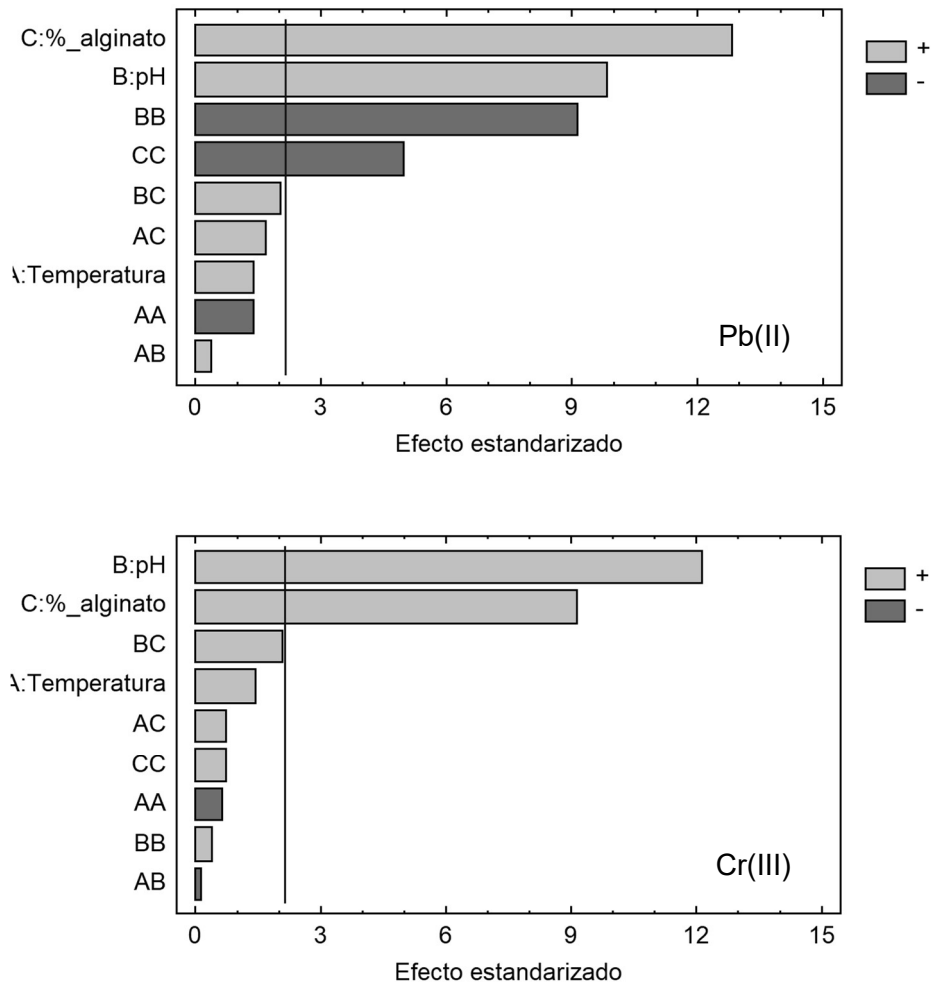 C:%_alginato
B:pH
BB
CC
BC
AC
A:Temperatura
AA
AB
+
-
Pb(II)
0 3 6 9 12 15
Efecto estandarizado
B:pH
C:%_alginato
BC
A:Temperatura
AC
CC
AA
BB
AB
+
-
Cr(III)
0 3 6 9 12 15
Efecto estandarizado